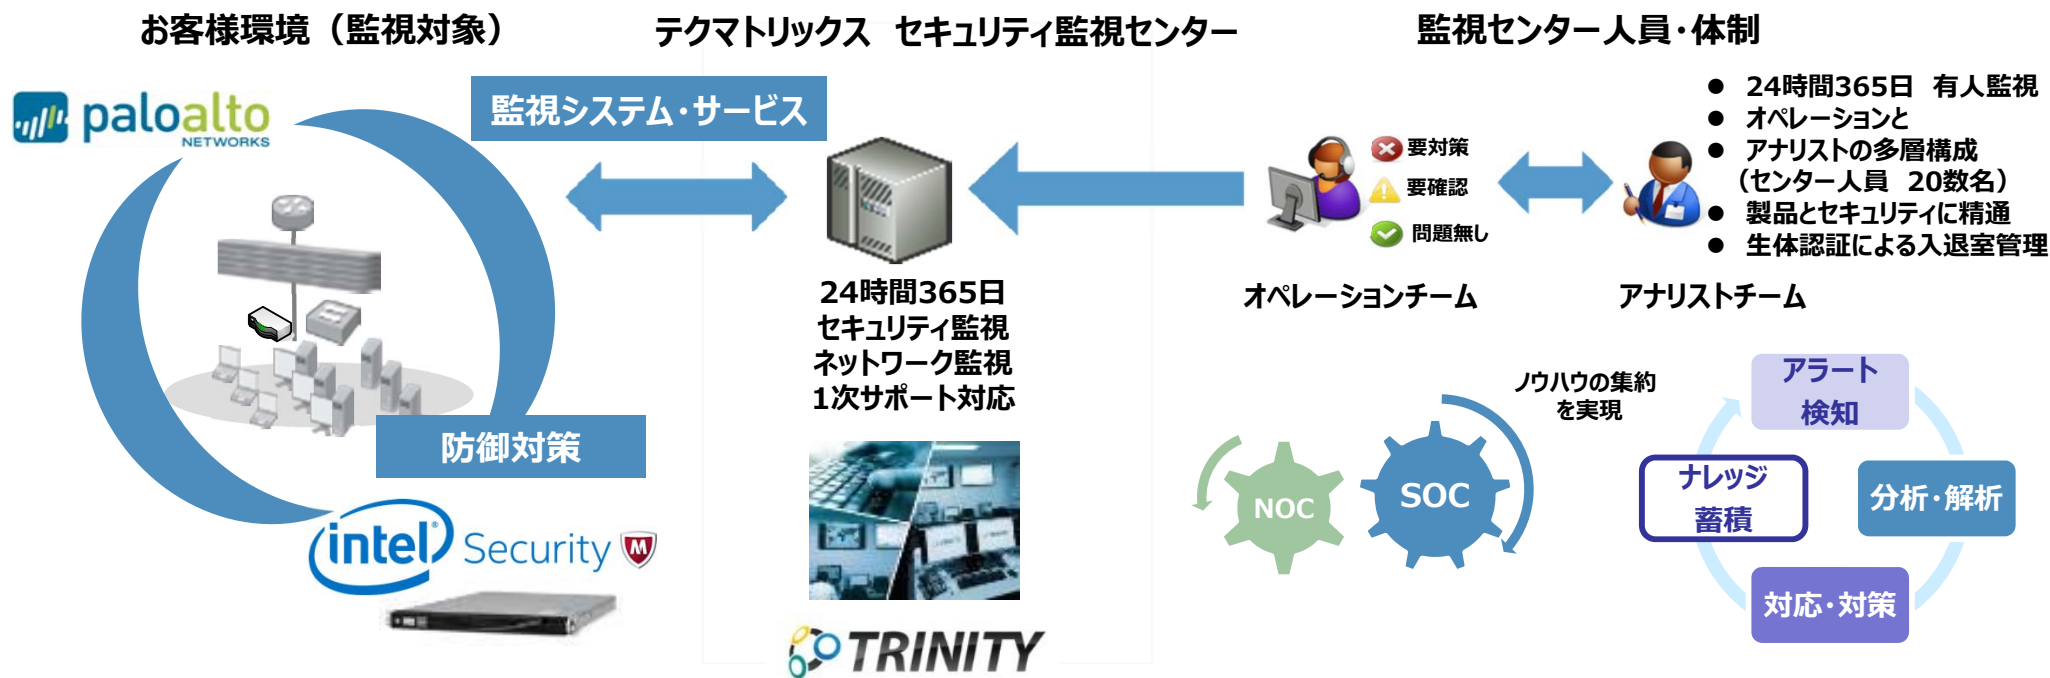 お客様環境（監視対象）
paloalto
NETWORKS
防御対策
intel Security
テクマトリックス　セキュリティ監視センター
監視システム・サービス
24時間365日
セキュリティ監視
ネットワーク監視
1次サポート対応
TRINITY
監視センター人員・体制
要対策
要確認
問題無し
オペレーションチーム
アナリストチーム
● 24時間365日　有人監視
● オペレーションと
● アナリストの多層構成
（センター人員　20数名）
● 製品とセキュリティに精通
● 生体認証による入退室管理
NOC
SOC
ノウハウの集約
を実現
アラート
検知
分析・解析
対応・対策
ナレッジ
蓄積